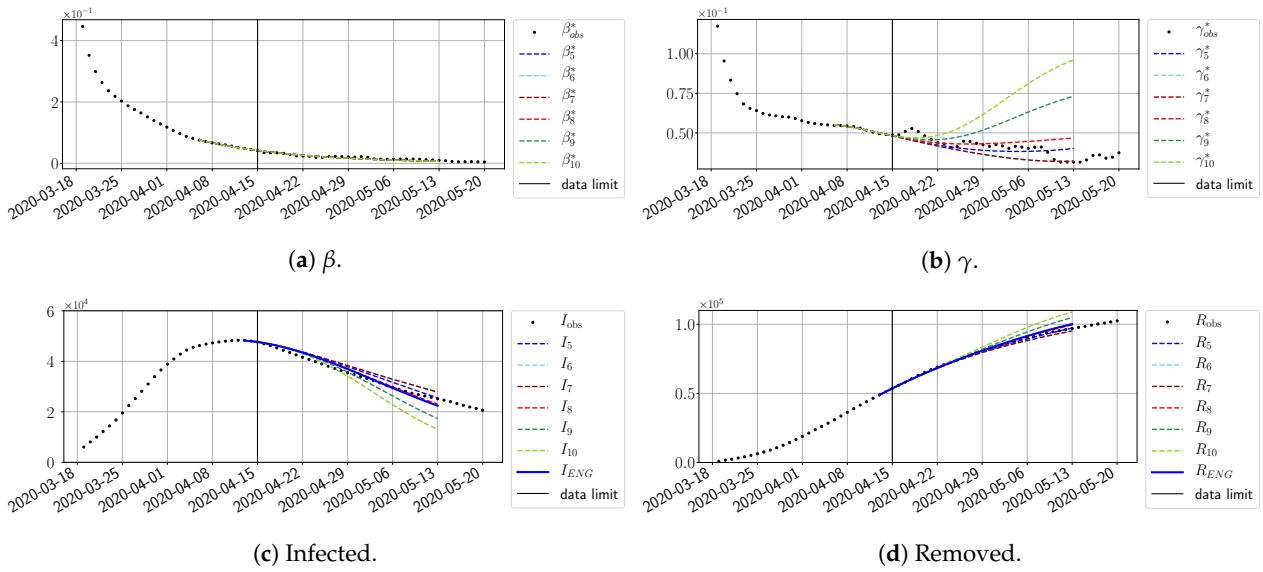 ×10⁻¹
4
2
0
2020-03-18
2020-03-25
2020-04-01
2020-04-08
2020-04-15
2020-04-22
2020-04-29
2020-05-06
2020-05-13
2020-05-20
β*obs
β*5
β*6
β*7
β*8
β*9
β*10
data limit
(a) β.
×10⁻¹
1.00
0.75
0.50
2020-03-18
2020-03-25
2020-04-01
2020-04-08
2020-04-15
2020-04-22
2020-04-29
2020-05-06
2020-05-13
2020-05-20
γ*obs
γ*5
γ*6
γ*7
γ*8
γ*9
γ*10
data limit
(b) γ.
×10⁴
6
4
2
0
2020-03-18
2020-03-25
2020-04-01
2020-04-08
2020-04-15
2020-04-22
2020-04-29
2020-05-06
2020-05-13
2020-05-20
Iobs
I5
I6
I7
I8
I9
I10
IENG
data limit
(c) Infected.
×10⁵
1.0
0.5
0.0
2020-03-18
2020-03-25
2020-04-01
2020-04-08
2020-04-15
2020-04-22
2020-04-29
2020-05-06
2020-05-13
2020-05-20
Robs
R5
R6
R7
R8
R9
R10
RENG
data limit
(d) Removed.